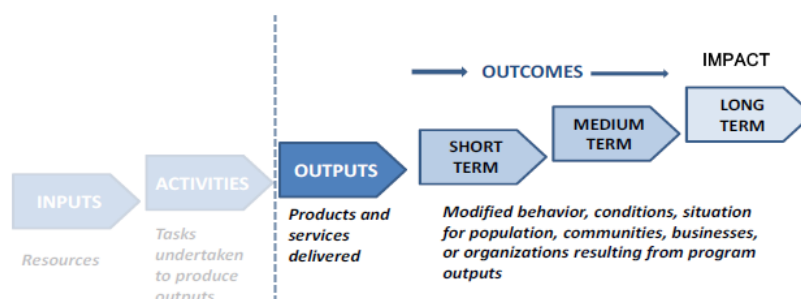 IMPACT
OUTCOMES
LONG
TERM
MEDIUM
TERM
SHORT
TERM
OUTPUTS
ACTIVITIES
INPUTS
Products and
services
delivered
Modified behavior, conditions, situation
for population, communities, businesses,
or organizations resulting from program
outputs
Tasks
undertaken
to produce
outputs
Resources